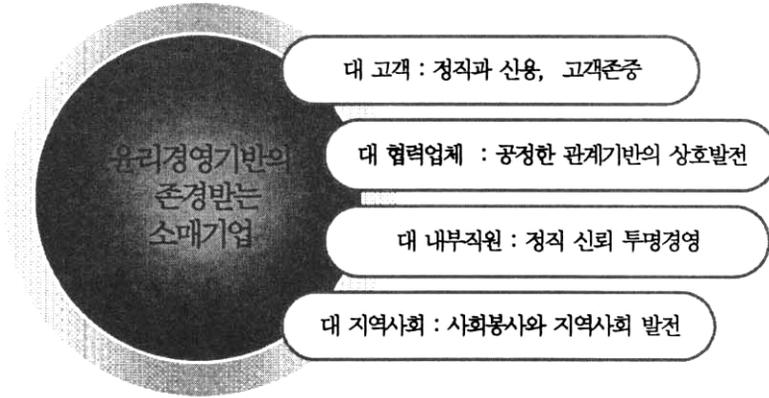 윤리경영기반의
존경받는
소매기업
대 고객 : 정직과 신용, 고객존중
대 협력업체 : 공정한 관계기반의 상호발전
대 내부직원 : 정직 신뢰 투명경영
대 지역사회 : 사회봉사와 지역사회 발전